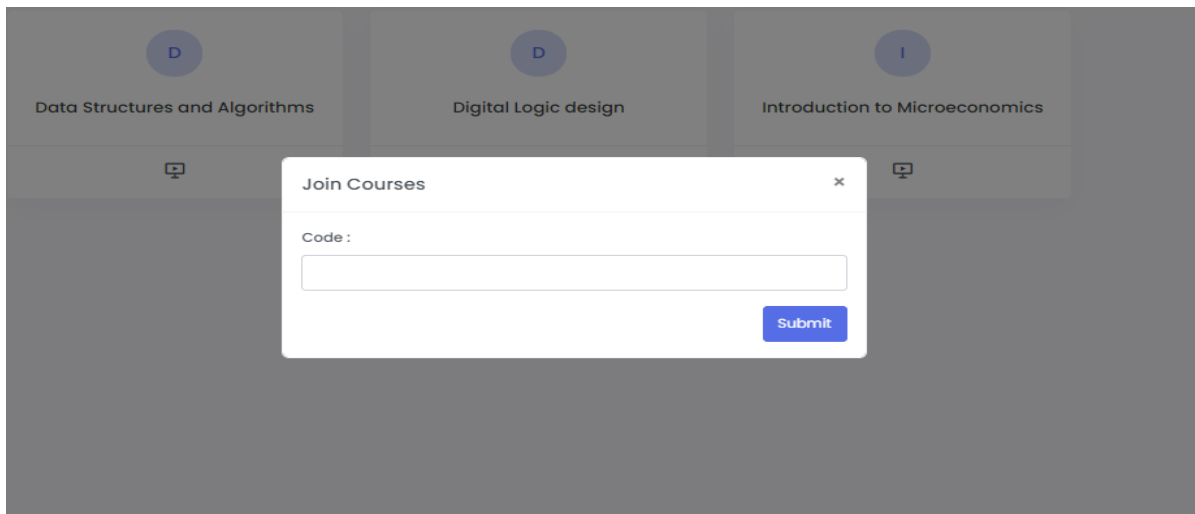 D
D
I
Data Structures and Algorithms
Digital Logic design
Introduction to Microeconomics
Join Courses
×
Code :
Submit